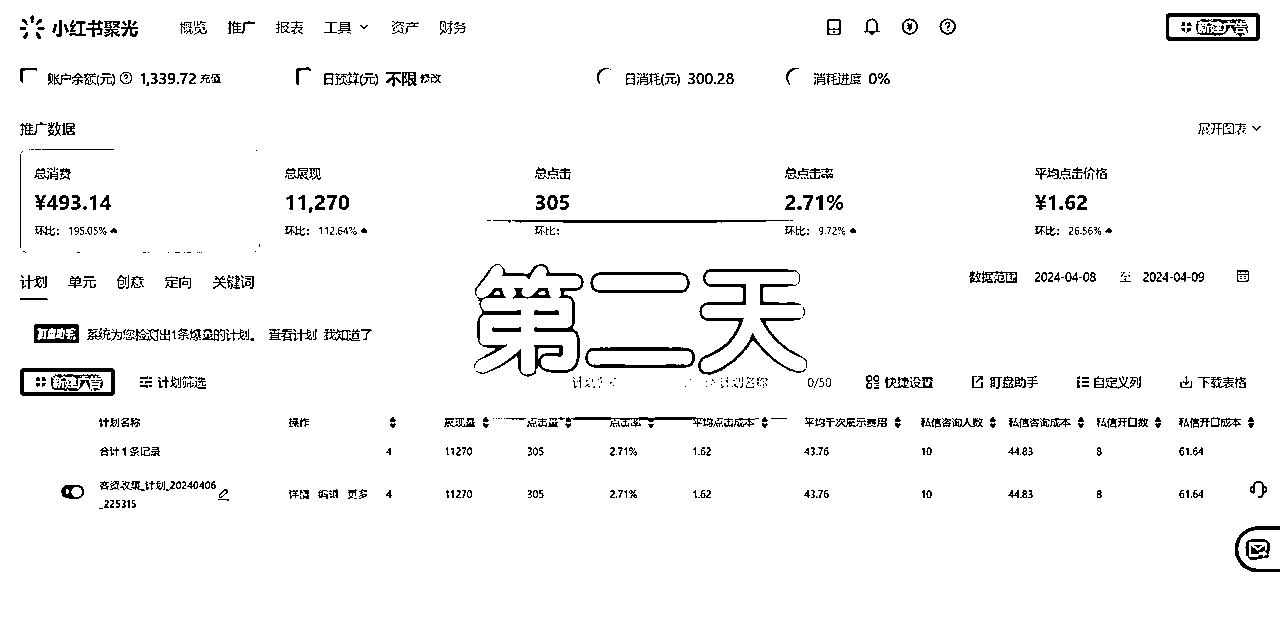 小红书聚光 概览 推广 报表 工具 资产 财务 新建广告
账户余额(元) 1,339.72 充值 日预算(元) 不限 修改 日消耗(元) 300.28 消耗进度 0%
推广数据 展开图表
总消费 总展现 总点击 总点击率 平均点击价格
¥493.14 11,270 305 2.71% ¥1.62
环比: 195.05% 环比: 112.64% 环比: 环比: 9.72% 环比: 26.56%
计划 单元 创意 定向 关键词 数据范围 2024-04-08 至 2024-04-09
第二天
盯盘助手 系统为您检测出1条爆量的计划。 查看计划 我知道了
新建广告 计划筛选 计划名称 0/50 快捷设置 盯盘助手 自定义列 下载表格
计划名称 操作 展现量 点击量 点击率 平均点击成本 平均千次展示费用 私信咨询人数 私信咨询成本 私信开口数 私信开口成本
合计1条记录 4 11270 305 2.71% 1.62 43.76 10 44.83 8 61.64
客资收集_计划_20240406_225315 详情 编辑 更多 4 11270 305 2.71% 1.62 43.76 10 44.83 8 61.64